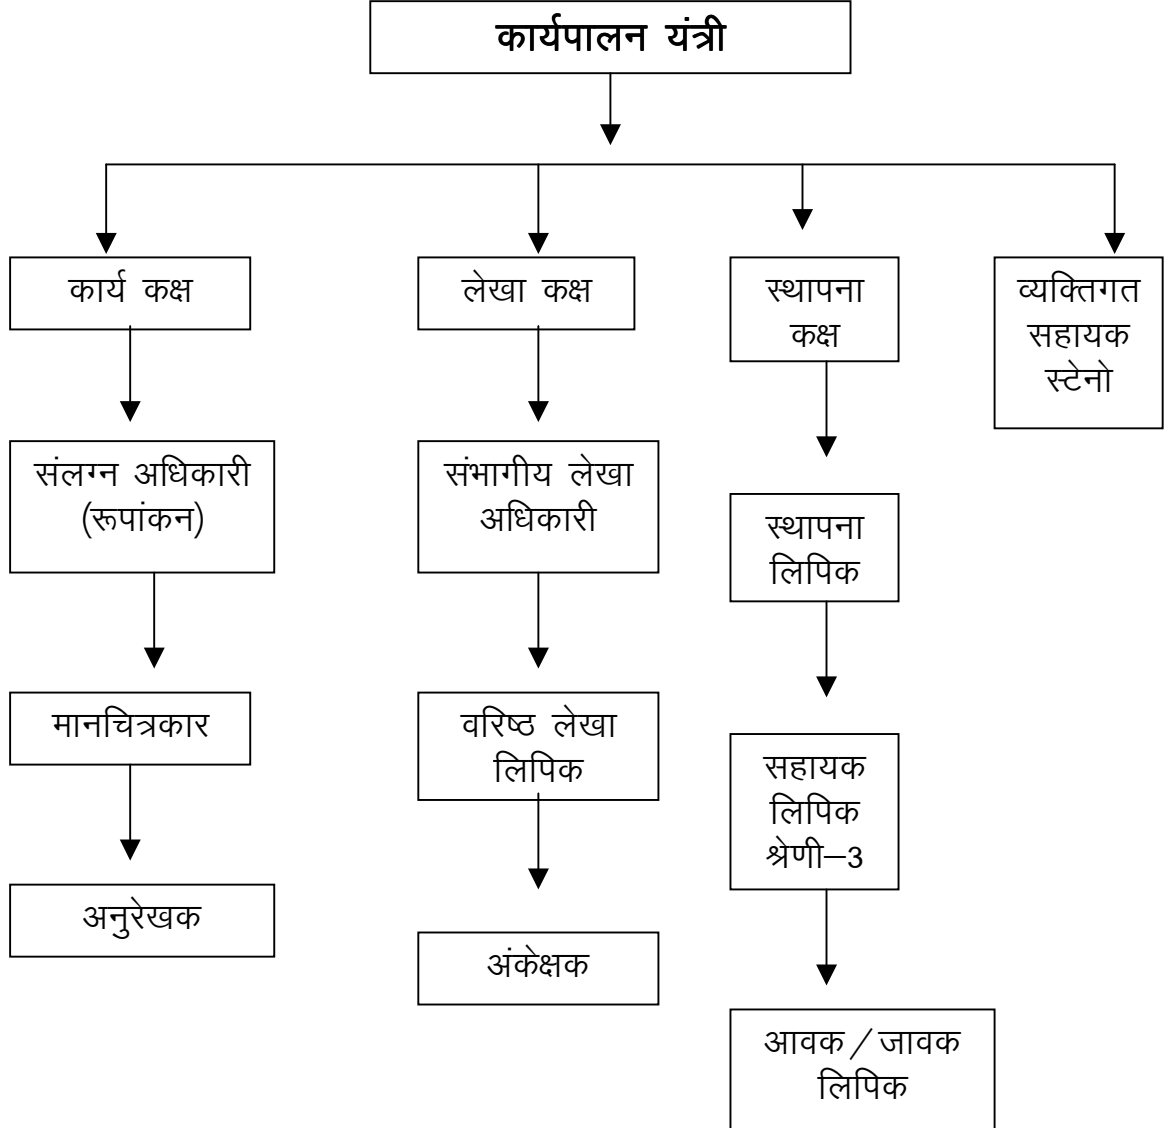 कार्यपालन यंत्री
कार्य कक्ष
लेखा कक्ष
स्थापना
कक्ष
व्यक्तिगत
सहायक
स्टेनो
संलग्न अधिकारी
(रूपांकन)
संभागीय लेखा
अधिकारी
स्थापना
लिपिक
मानचित्रकार
वरिष्ठ लेखा
लिपिक
सहायक
लिपिक
श्रेणी–3
अनुरेखक
अंकेक्षक
आवक / जावक
लिपिक